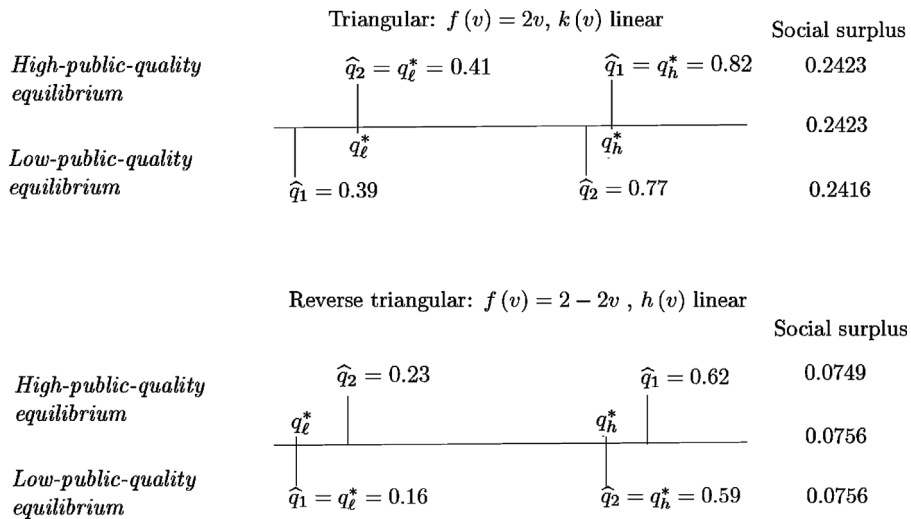 Triangular: f (v) = 2v, k (v) linear
Social surplus
High-public-quality equilibrium
q̂₂ = q*ℓ = 0.41
q̂₁ = q*h = 0.82
0.2423
q*ℓ
q*h
0.2423
Low-public-quality equilibrium
q̂₁ = 0.39
q̂₂ = 0.77
0.2416
Reverse triangular: f (v) = 2 − 2v , h (v) linear
Social surplus
High-public-quality equilibrium
q̂₂ = 0.23
q̂₁ = 0.62
0.0749
q*ℓ
q*h
0.0756
Low-public-quality equilibrium
q̂₁ = q*ℓ = 0.16
q̂₂ = q*h = 0.59
0.0756